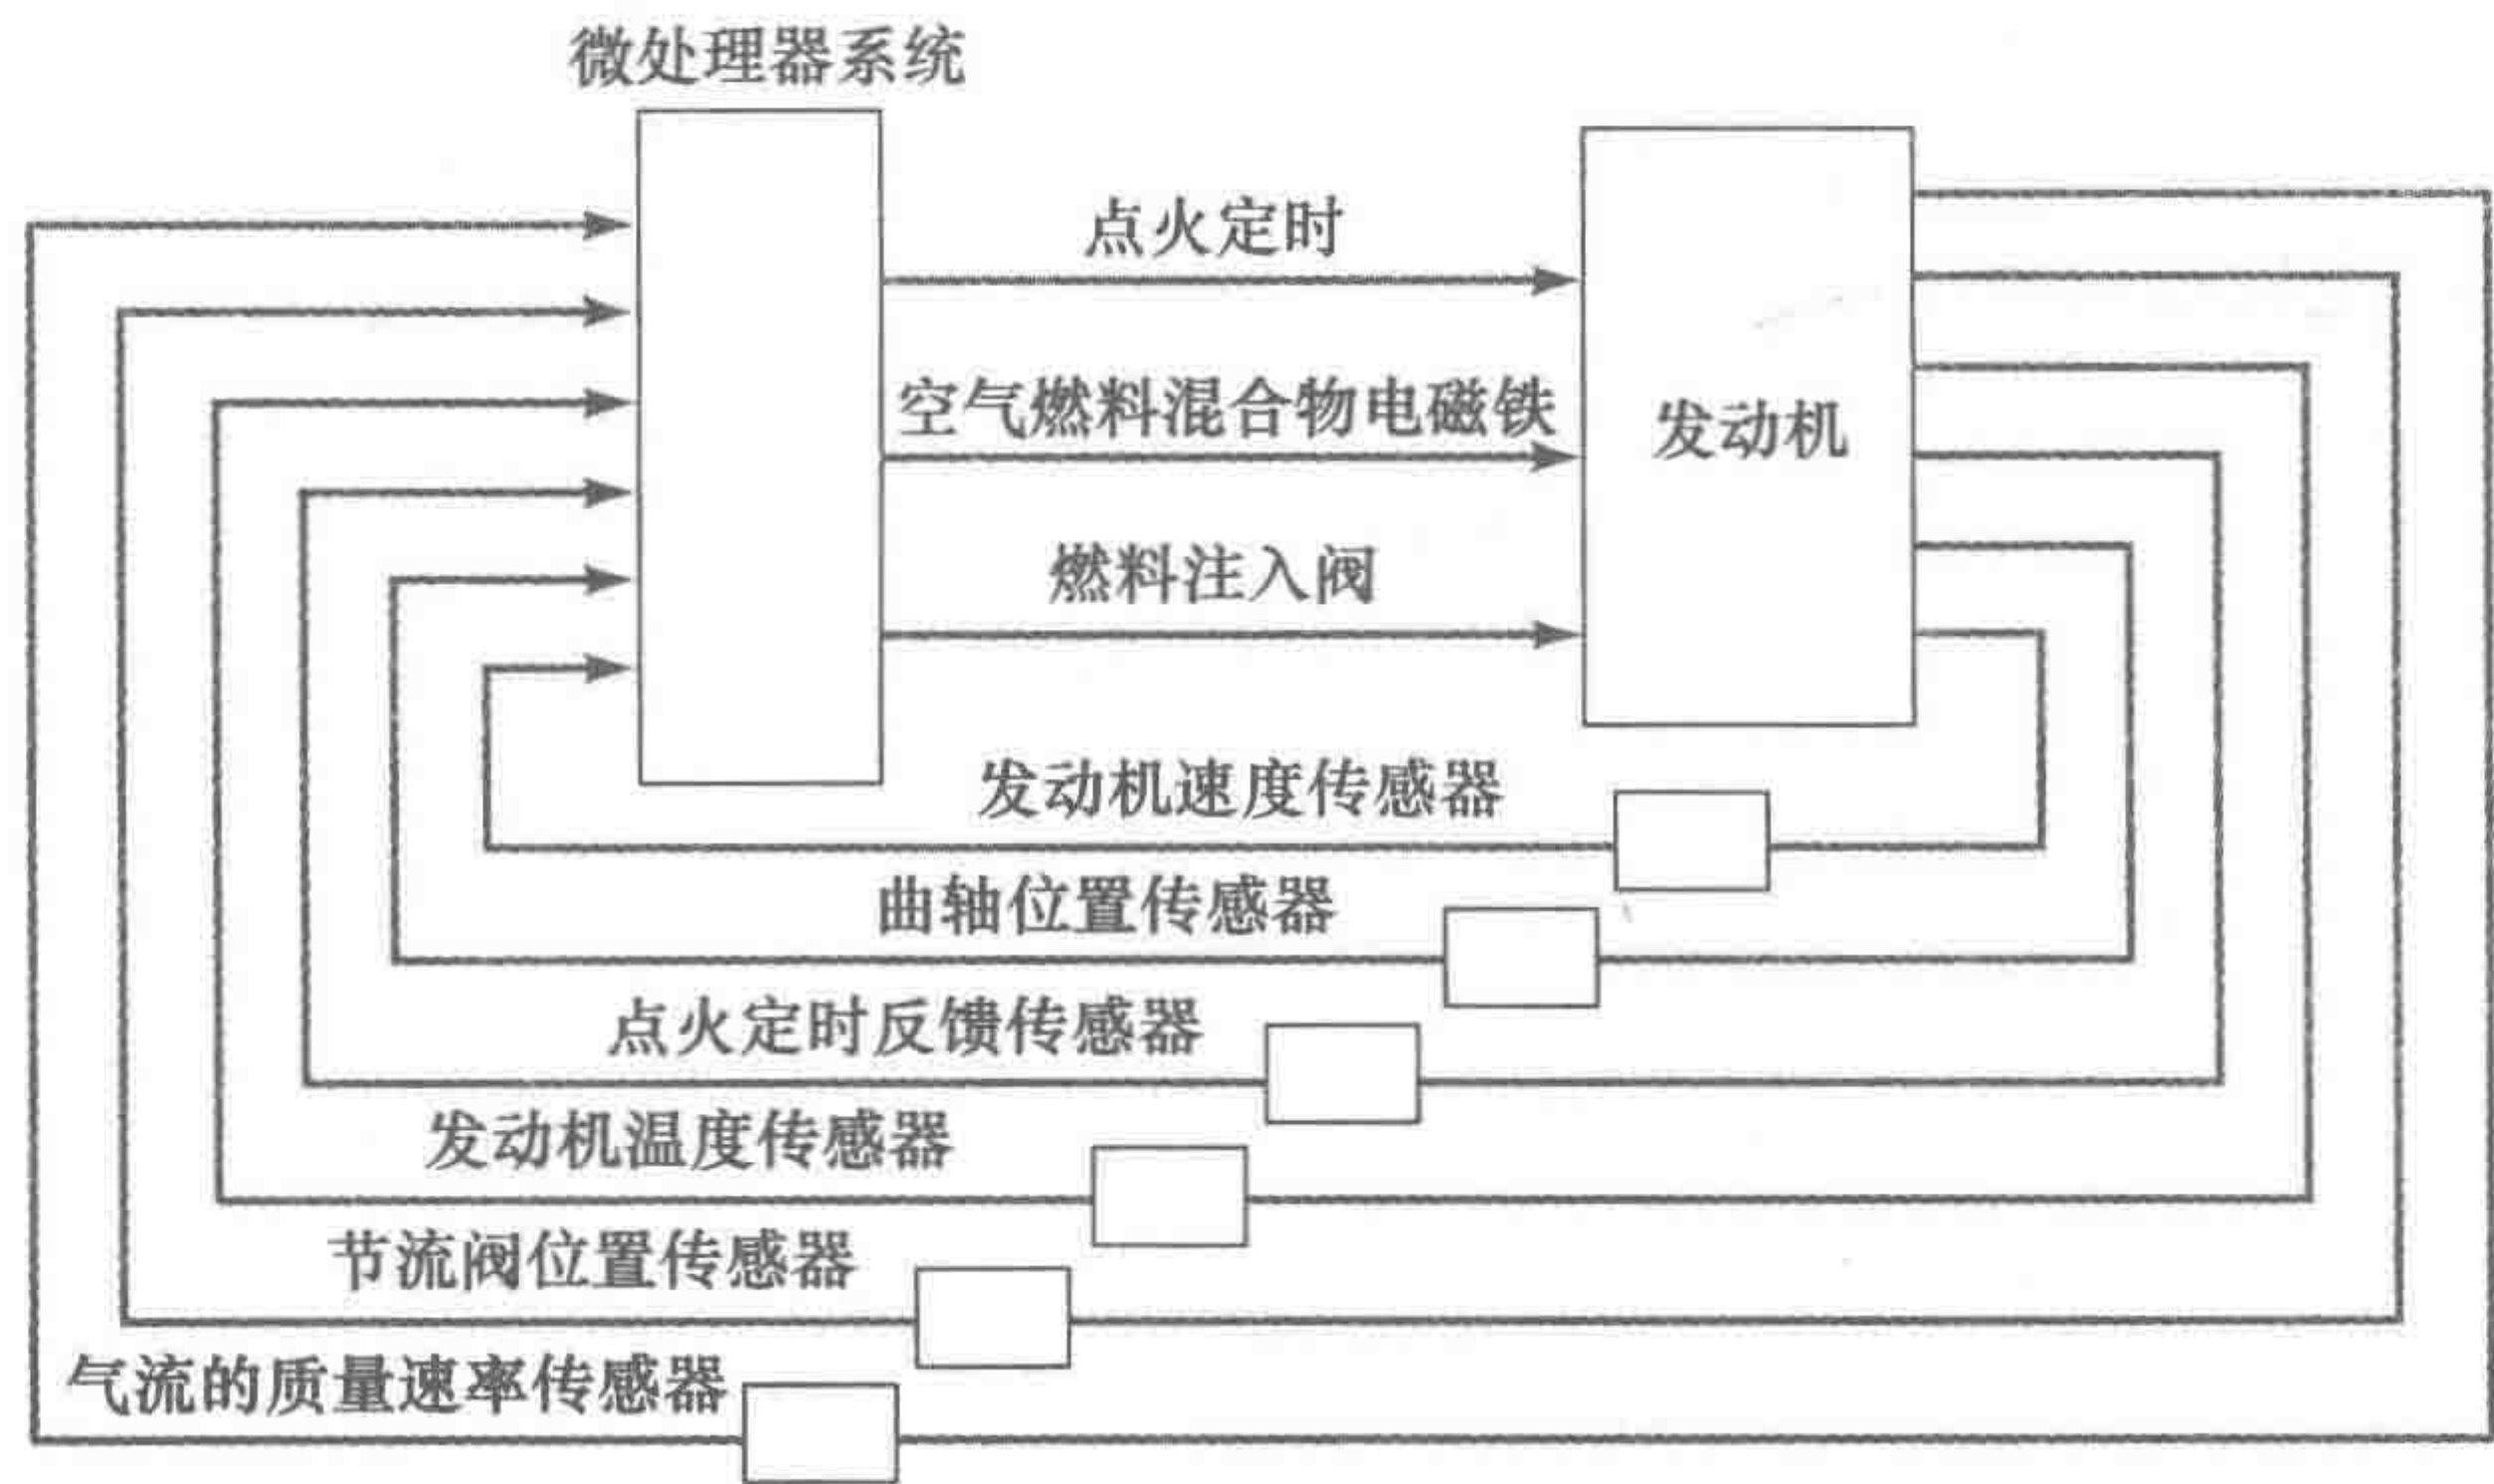 微处理器系统
点火定时
空气燃料混合物电磁铁
发动机
燃料注入阀
发动机速度传感器
曲轴位置传感器
点火定时反馈传感器
发动机温度传感器
节流阀位置传感器
气流的质量速率传感器